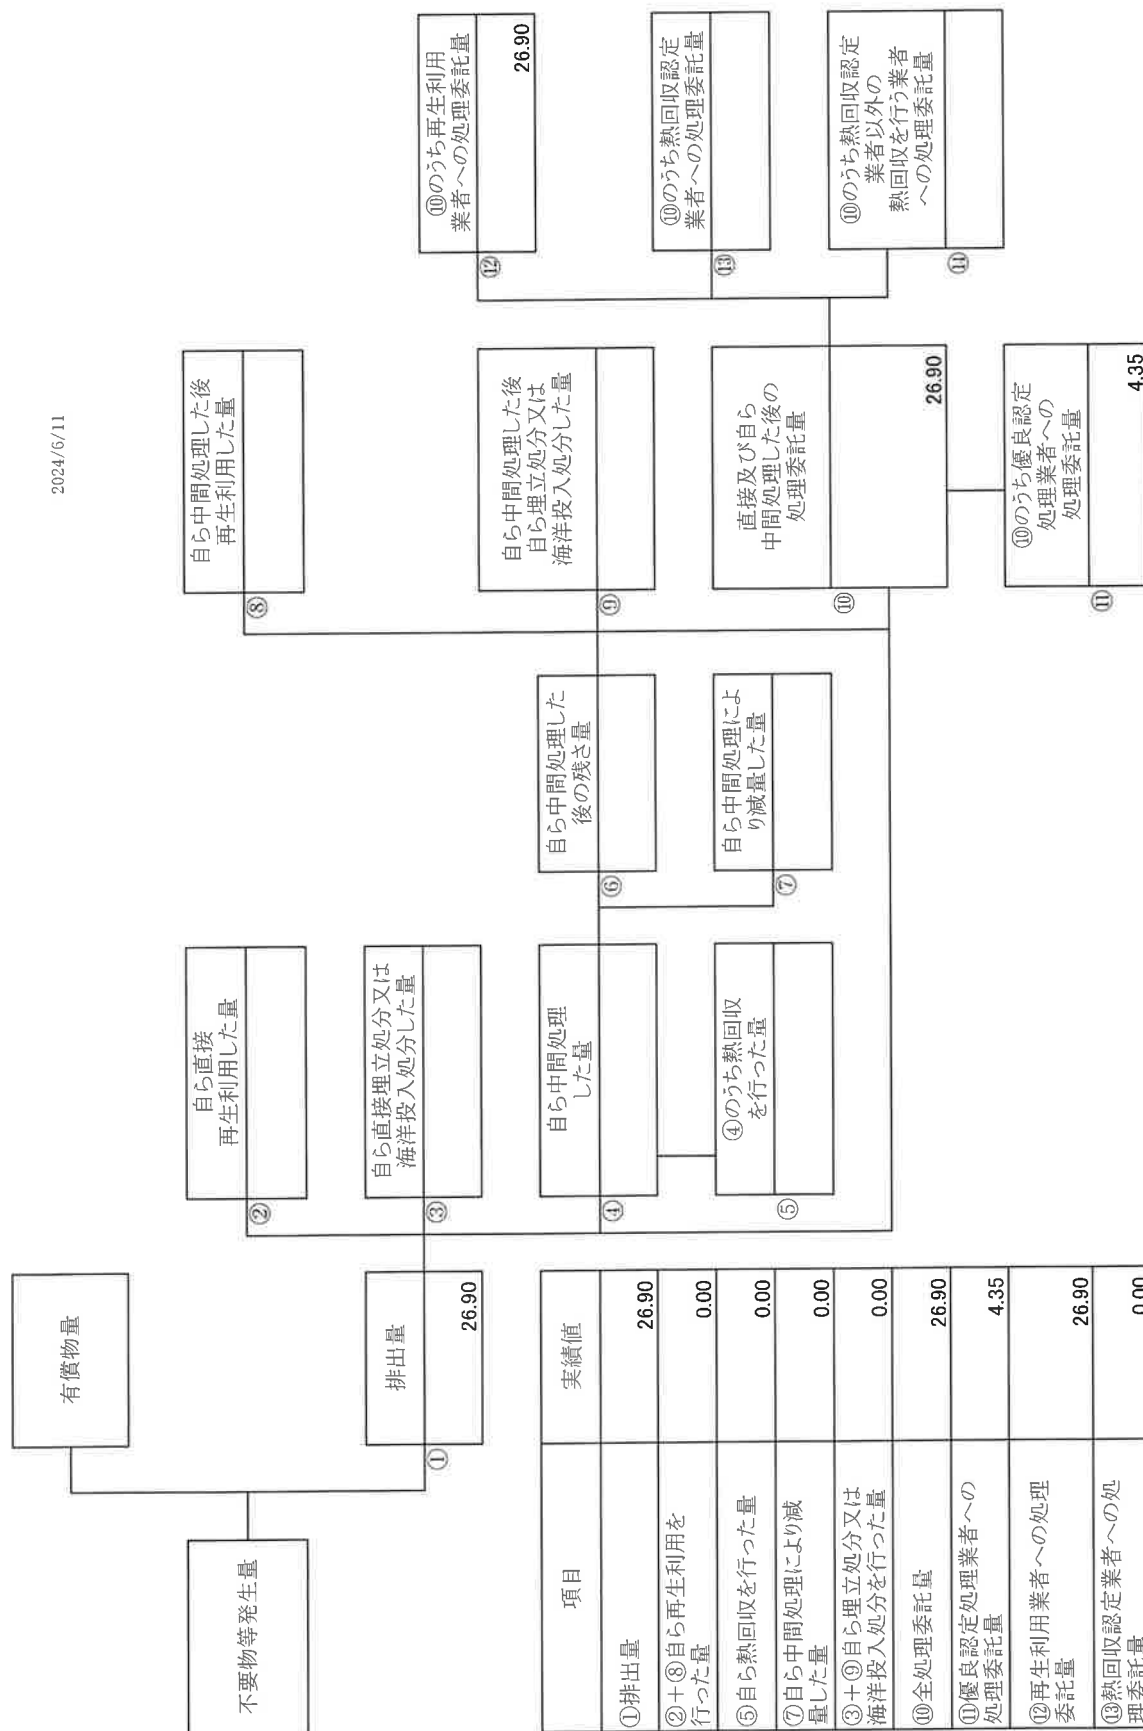 2024/6/11
有償物量
不要物等発生量
①
排出量
26.90
②
自ら直接
再生利用した量
③
自ら直接埋立処分又は
海洋投入処分した量
④
自ら中間処理
した量
⑤
④のうち熱回収
を行った量
⑥
自ら中間処理した
後の残さ量
⑦
自ら中間処理によ
り減量した量
⑧
自ら中間処理した後
再生利用した量
⑨
自ら中間処理した後
自ら埋立処分又は
海洋投入処分した量
⑩
直接及び自ら
中間処理した後の
処理委託量
26.90
⑪
⑩のうち優良認定
処理業者への
処理委託量
4.35
⑫
⑩のうち再生利用
業者への処理委託量
26.90
⑬
⑩のうち熱回収認定
業者への処理委託量
⑭
⑩のうち熱回収認定
業者以外の
熱回収を行う業者
への処理委託量
項目 実績値
①排出量 26.90
②＋⑧自ら再生利用を
行った量 0.00
⑤自ら熱回収を行った量 0.00
⑦自ら中間処理により減
量した量 0.00
③＋⑨自ら埋立処分又は
海洋投入処分を行った量 0.00
⑩全処理委託量 26.90
⑪優良認定処理業者への
処理委託量 4.35
⑫再生利用業者への処理
委託量 26.90
⑬熱回収認定業者への処
理委託量 0.00